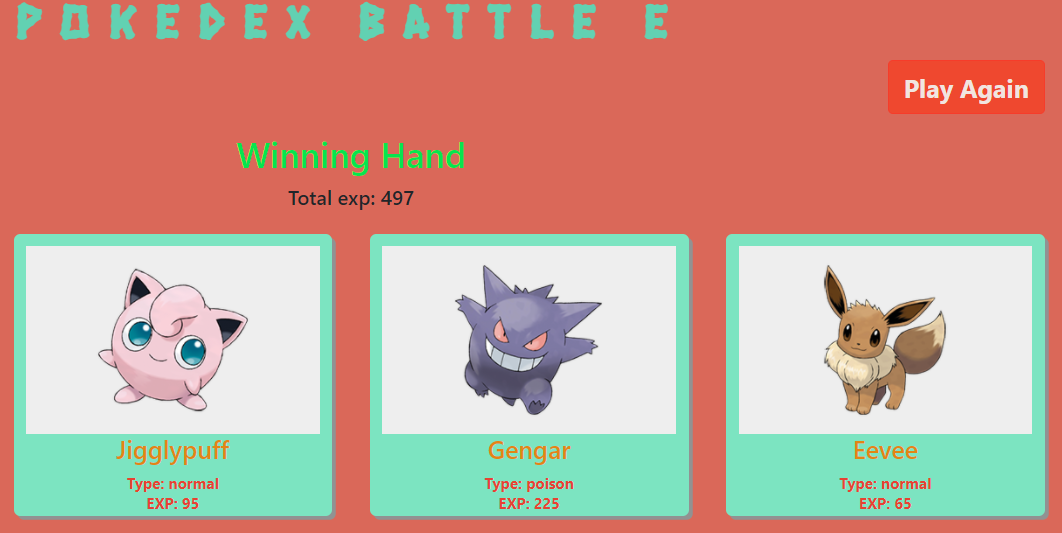 POKEDEX BATTLE E
Play Again
Winning Hand
Total exp: 497
Jigglypuff
Type: normal
EXP: 95
Gengar
Type: poison
EXP: 225
Eevee
Type: normal
EXP: 65